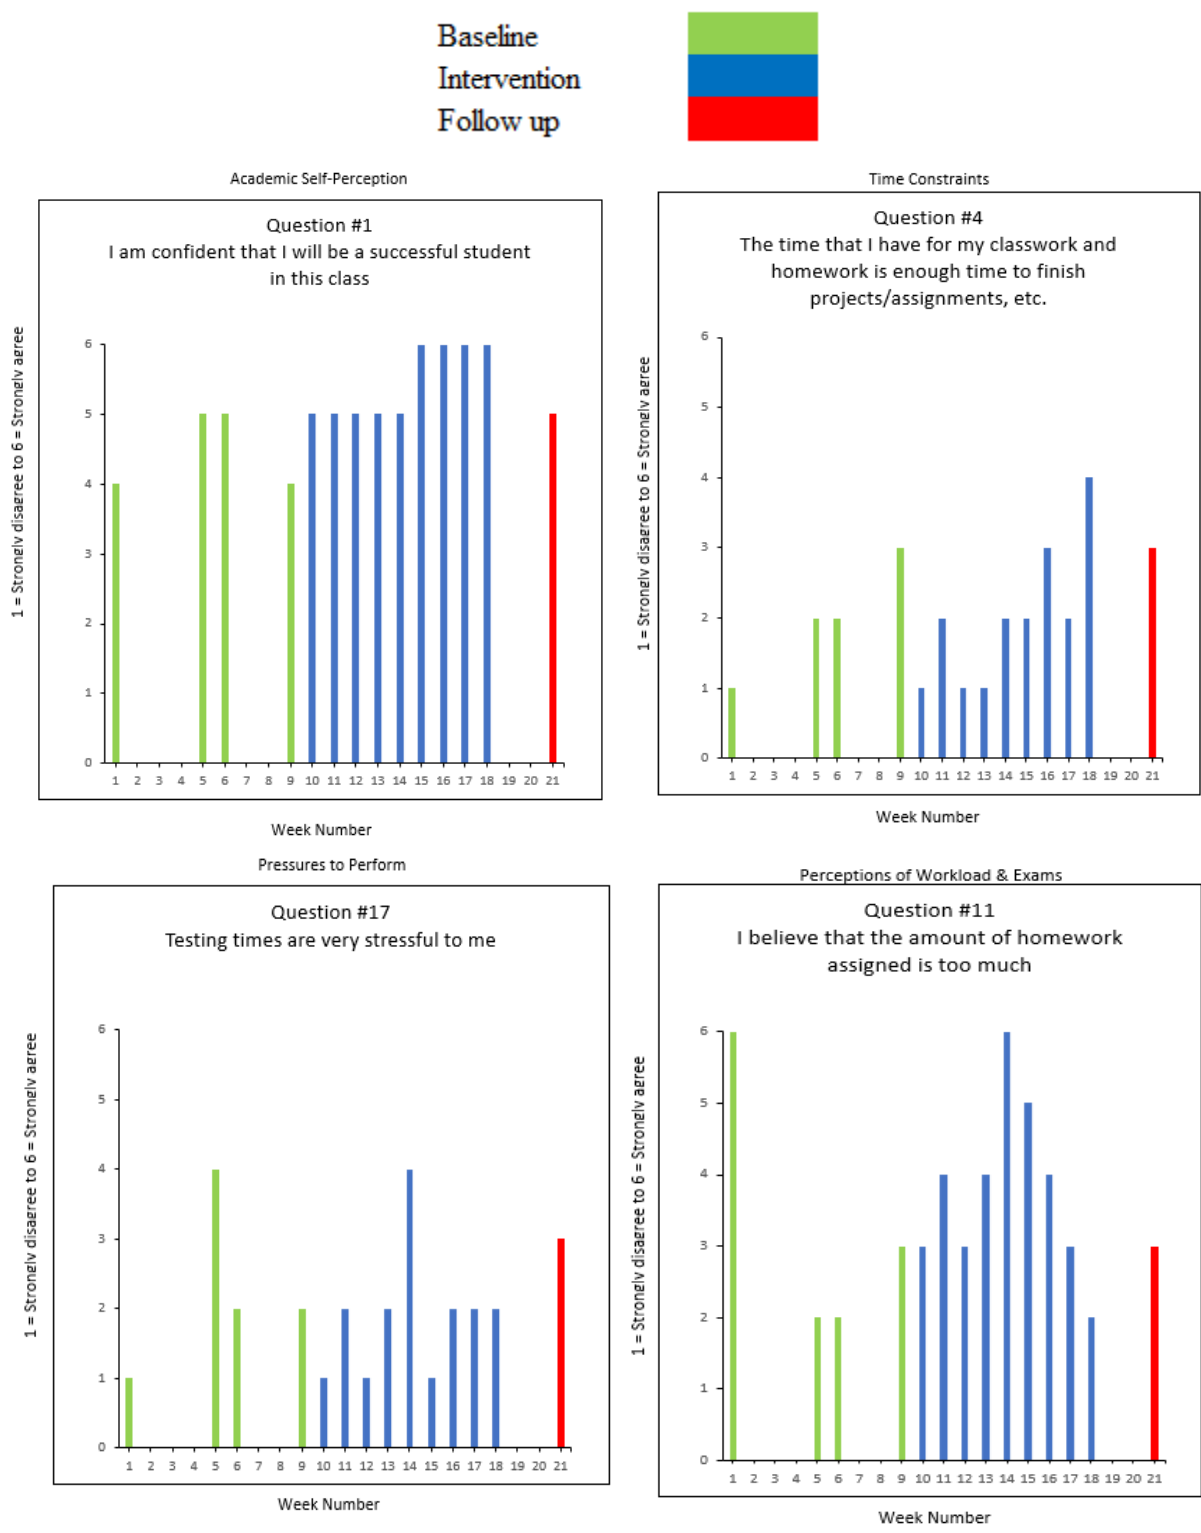 Baseline
Intervention
Follow up
Academic Self-Perception
Question #1
I am confident that I will be a successful student
in this class
1 = Strongly disagree to 6 = Strongly agree
6
5
4
3
2
1
0
1 2 3 4 5 6 7 8 9 10 11 12 13 14 15 16 17 18 19 20 21
Week Number
Time Constraints
Question #4
The time that I have for my classwork and
homework is enough time to finish
projects/assignments, etc.
1 = Strongly disagree to 6 = Strongly agree
6
5
4
3
2
1
0
1 2 3 4 5 6 7 8 9 10 11 12 13 14 15 16 17 18 19 20 21
Week Number
Pressures to Perform
Question #17
Testing times are very stressful to me
1 = Strongly disagree to 6 = Strongly agree
6
5
4
3
2
1
0
1 2 3 4 5 6 7 8 9 10 11 12 13 14 15 16 17 18 19 20 21
Week Number
Perceptions of Workload & Exams
Question #11
I believe that the amount of homework
assigned is too much
1 = Strongly disagree to 6 = Strongly agree
6
5
4
3
2
1
0
1 2 3 4 5 6 7 8 9 10 11 12 13 14 15 16 17 18 19 20 21
Week Number